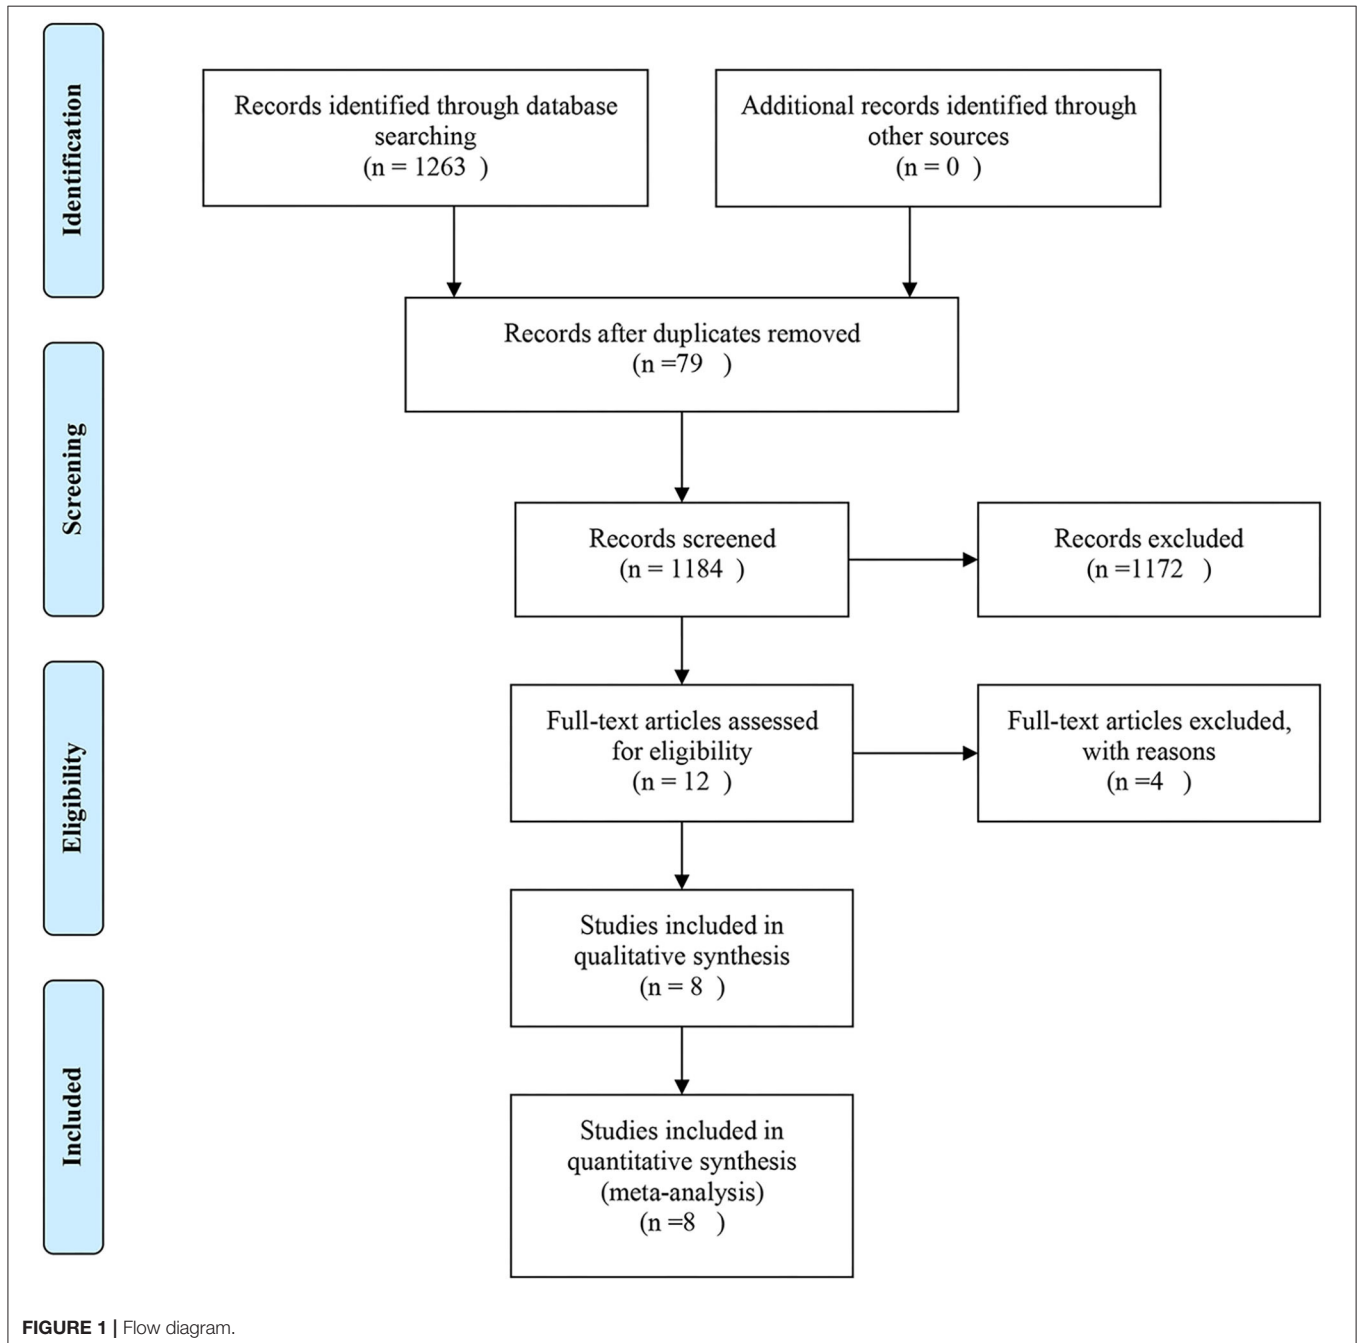 Identification
Records identified through database
searching
(n = 1263  )
Additional records identified through
other sources
(n = 0  )
Records after duplicates removed
(n =79   )
Screening
Records screened
(n = 1184  )
Records excluded
(n =1172   )
Eligibility
Full-text articles assessed
for eligibility
(n = 12  )
Full-text articles excluded,
with reasons
(n =4   )
Studies included in
qualitative synthesis
(n = 8  )
Included
Studies included in
quantitative synthesis
(meta-analysis)
(n =8   )
FIGURE 1 | Flow diagram.